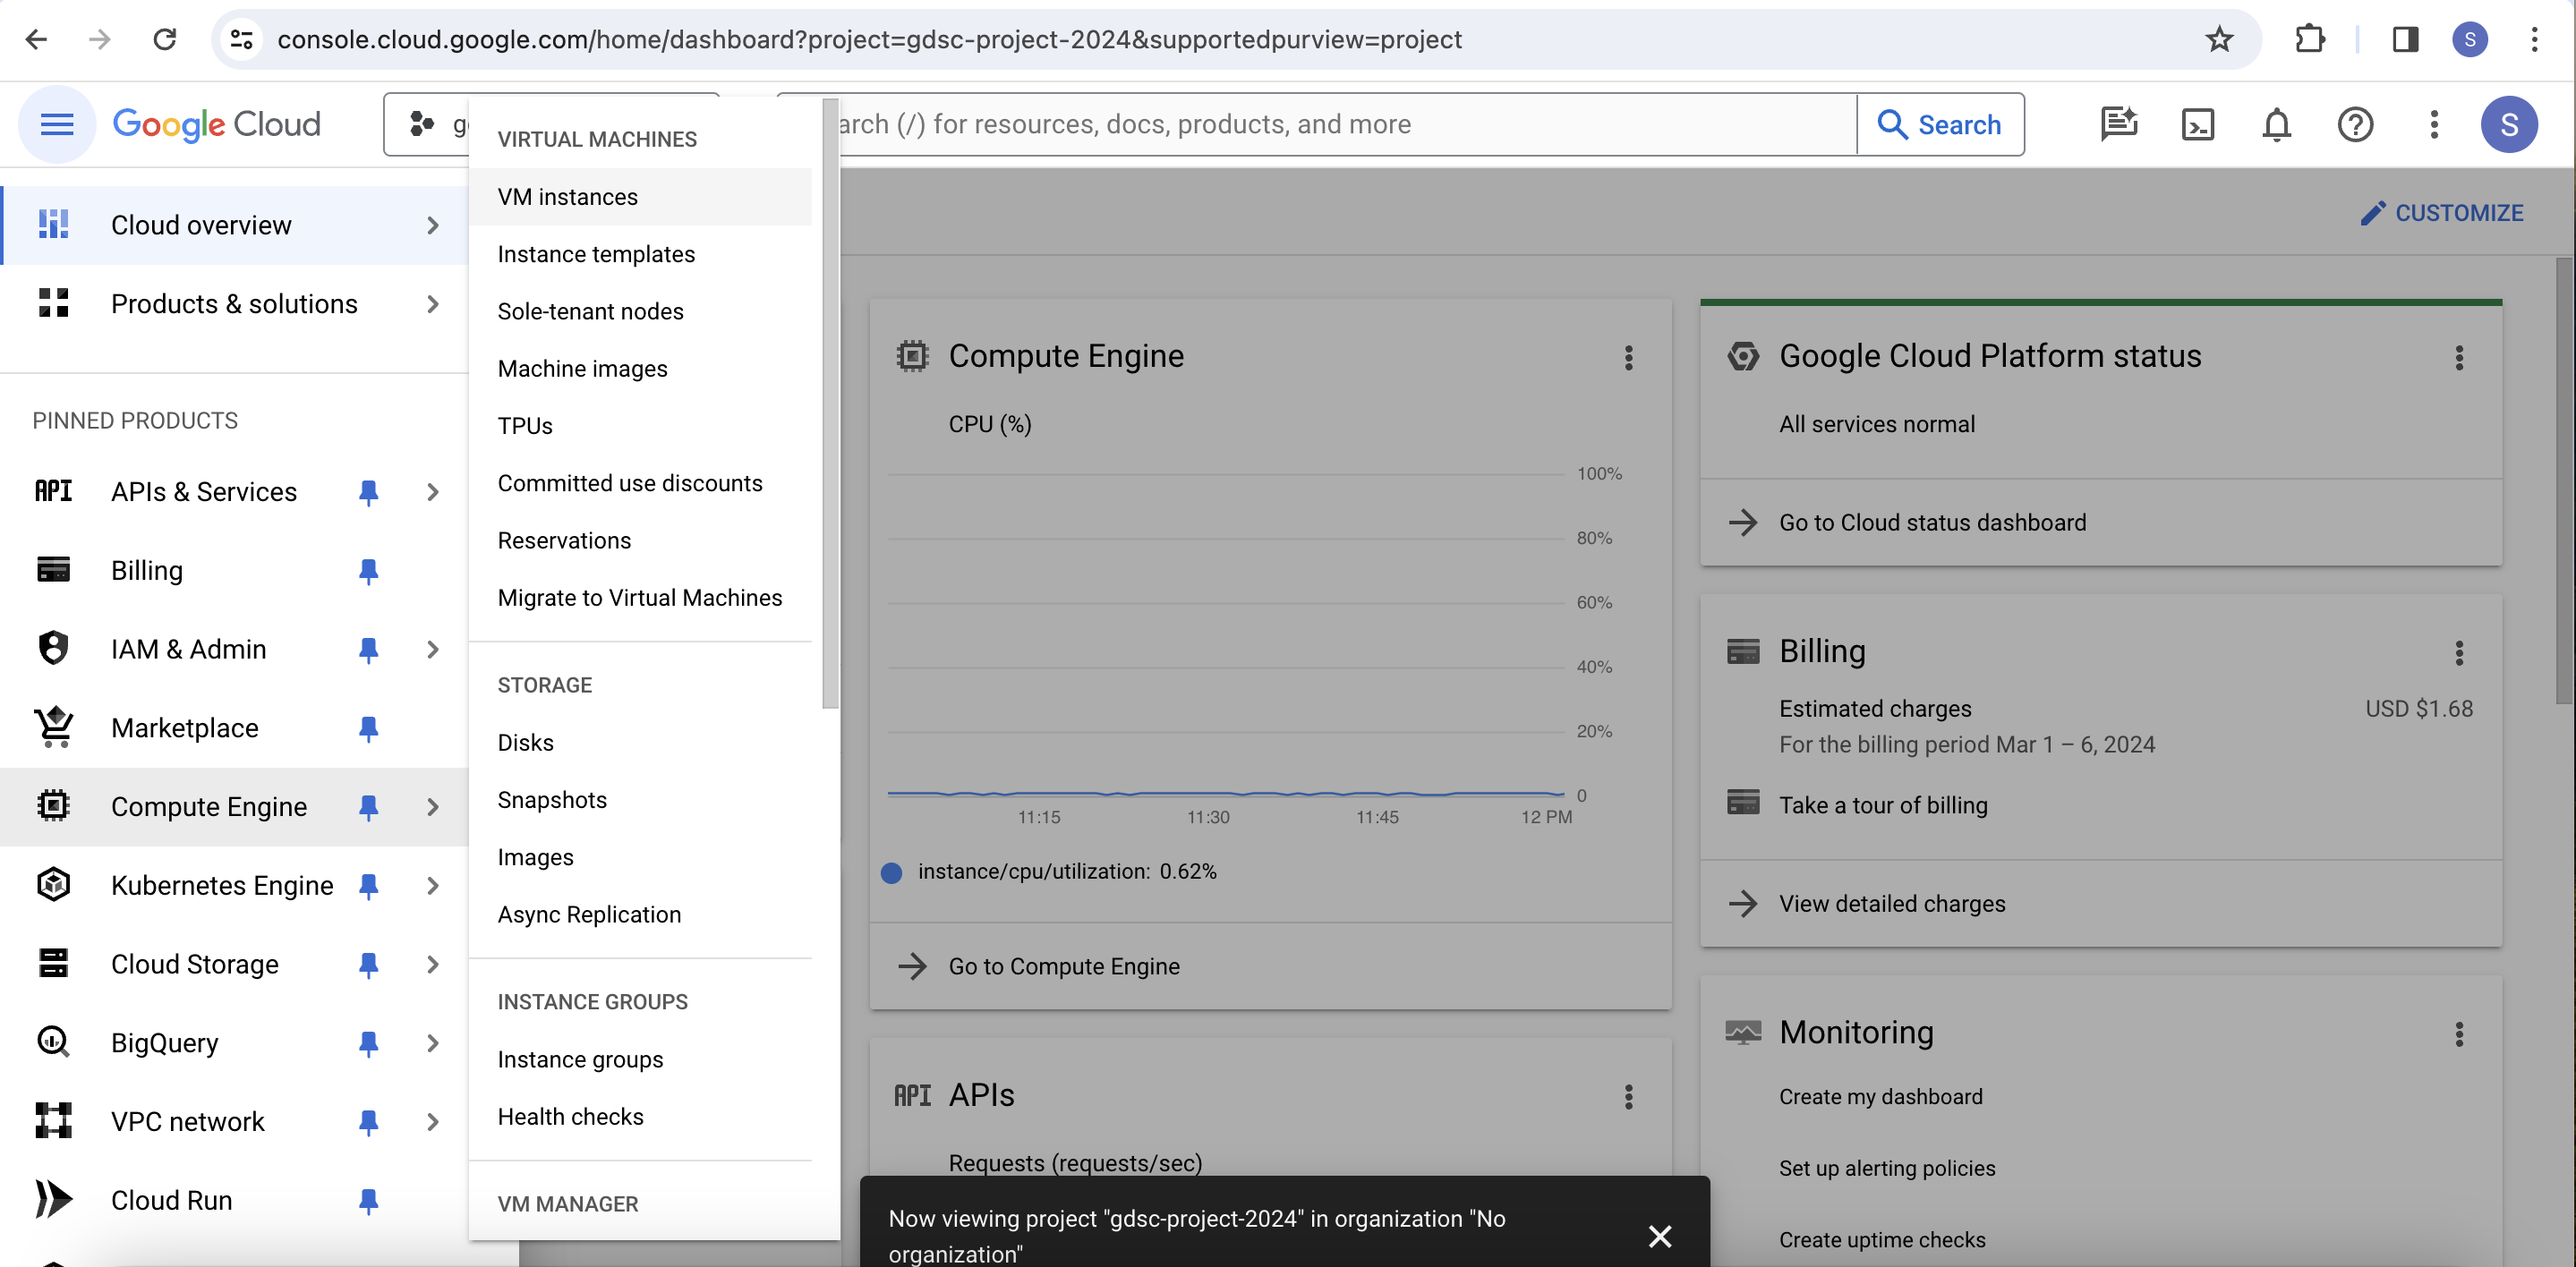 console.cloud.google.com/home/dashboard?project=gdsc-project-2024&supportedpurview=project
S
Google Cloud
arch (/) for resources, docs, products, and more
Search
S
Cloud overview
Products & solutions
PINNED PRODUCTS
API APIs & Services
Billing
IAM & Admin
Marketplace
Compute Engine
Kubernetes Engine
Cloud Storage
BigQuery
VPC network
Cloud Run
VIRTUAL MACHINES
VM instances
Instance templates
Sole-tenant nodes
Machine images
TPUs
Committed use discounts
Reservations
Migrate to Virtual Machines
STORAGE
Disks
Snapshots
Images
Async Replication
INSTANCE GROUPS
Instance groups
Health checks
VM MANAGER
CUSTOMIZE
Compute Engine
CPU (%)
100%
80%
60%
40%
20%
0
11:15 11:30 11:45 12 PM
instance/cpu/utilization: 0.62%
Go to Compute Engine
API APIs
Requests (requests/sec)
Google Cloud Platform status
All services normal
Go to Cloud status dashboard
Billing
Estimated charges USD $1.68
For the billing period Mar 1 – 6, 2024
Take a tour of billing
View detailed charges
Monitoring
Create my dashboard
Set up alerting policies
Create uptime checks
Now viewing project "gdsc-project-2024" in organization "No
organization"